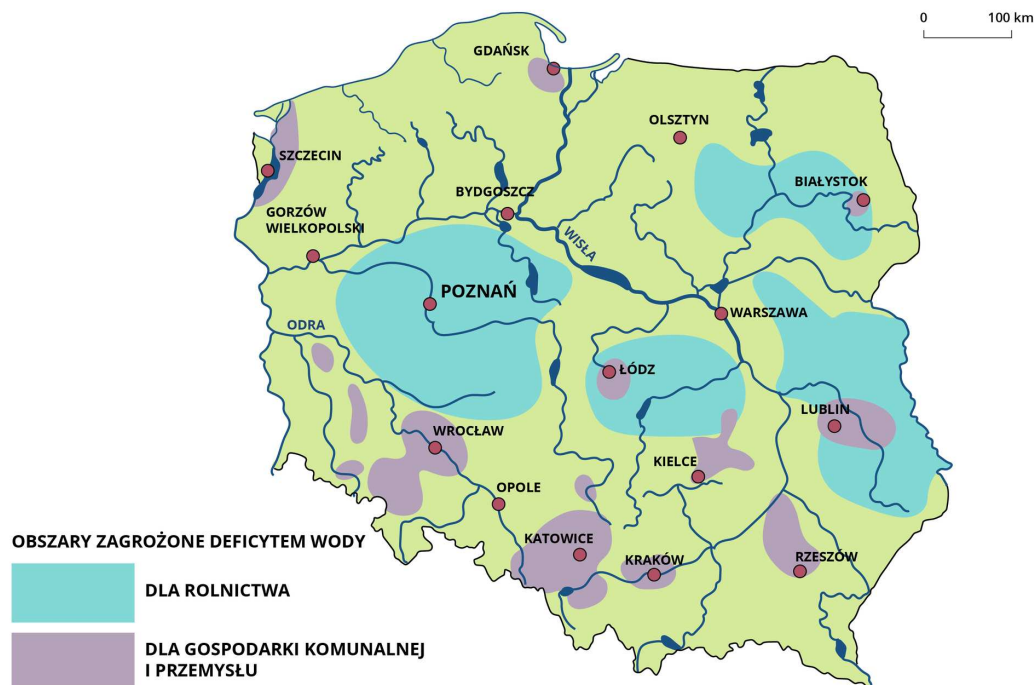 0 100 km
GDAŃSK
OLSZTYN
SZCZECIN
BIAŁYSTOK
BYDGOSZCZ
GORZÓW
WIELKOPOLSKI
WISŁA
POZNAŃ
WARSZAWA
ODRA
ŁÓDZ
LUBLIN
WROCŁAW
KIELCE
OPOLE
KATOWICE
KRAKÓW
RZESZÓW
OBSZARY ZAGROŻONE DEFICYTEM WODY
DLA ROLNICTWA
DLA GOSPODARKI KOMUNALNEJ
I PRZEMYSŁU